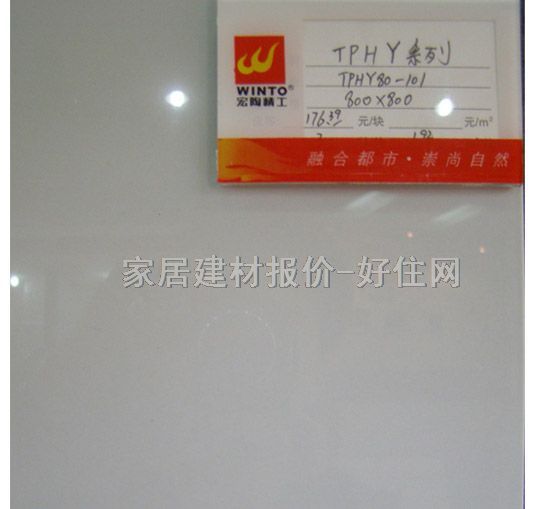 TPHY系列
WINTO®
TPHY80-101
宏陶精工
800×800
176.39 元/块 元/m²
融合都市·崇尚自然
家居建材报价-好住网